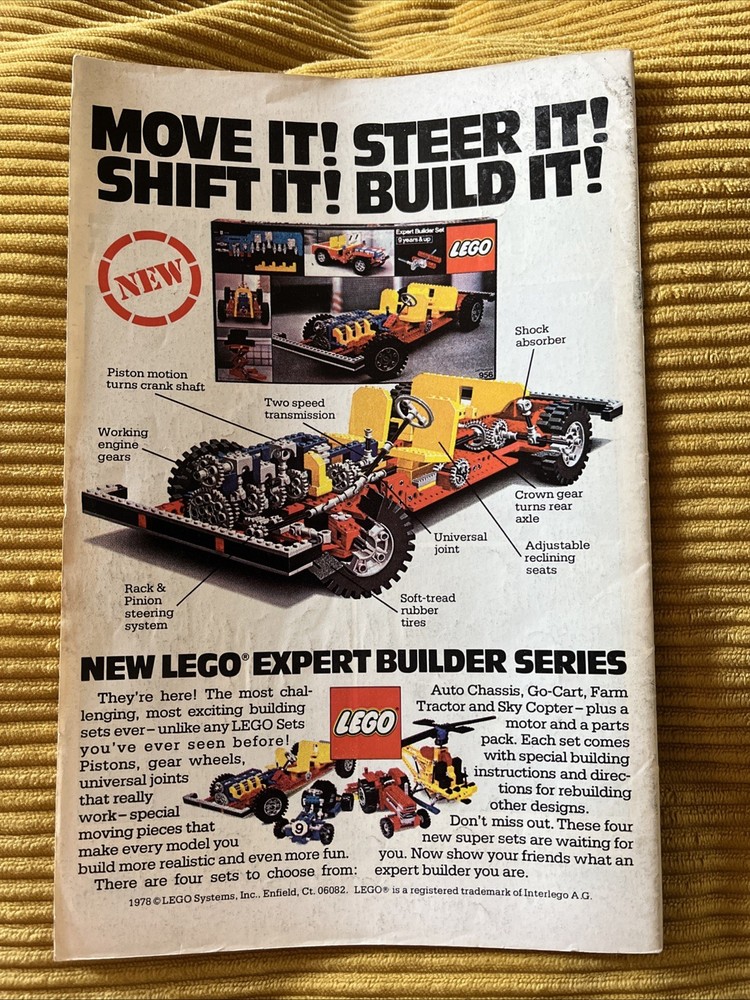 MOVE IT! STEER IT!
SHIFT IT! BUILD IT!
NEW
Expert Builder Set
9 years & up
LEGO
956
Shock
absorber
Piston motion
turns crank shaft
Two speed
transmission
Working
engine
gears
Crown gear
turns rear
axle
Universal
joint
Adjustable
reclining
seats
Rack &
Pinion
steering
system
Soft-tread
rubber
tires
NEW LEGO® EXPERT BUILDER SERIES
They're here! The most chal-
lenging, most exciting building
sets ever – unlike any LEGO Sets
you've ever seen before!
Pistons, gear wheels,
universal joints
that really
work – special
moving pieces that
make every model you
build more realistic and even more fun.
There are four sets to choose from:
LEGO
9
Auto Chassis, Go-Cart, Farm
Tractor and Sky Copter – plus a
motor and a parts
pack. Each set comes
with special building
instructions and direc-
tions for rebuilding
other designs.
Don't miss out. These four
new super sets are waiting for
you. Now show your friends what an
expert builder you are.
1978 © LEGO Systems, Inc., Enfield, Ct. 06082. LEGO® is a registered trademark of Interlego A.G.